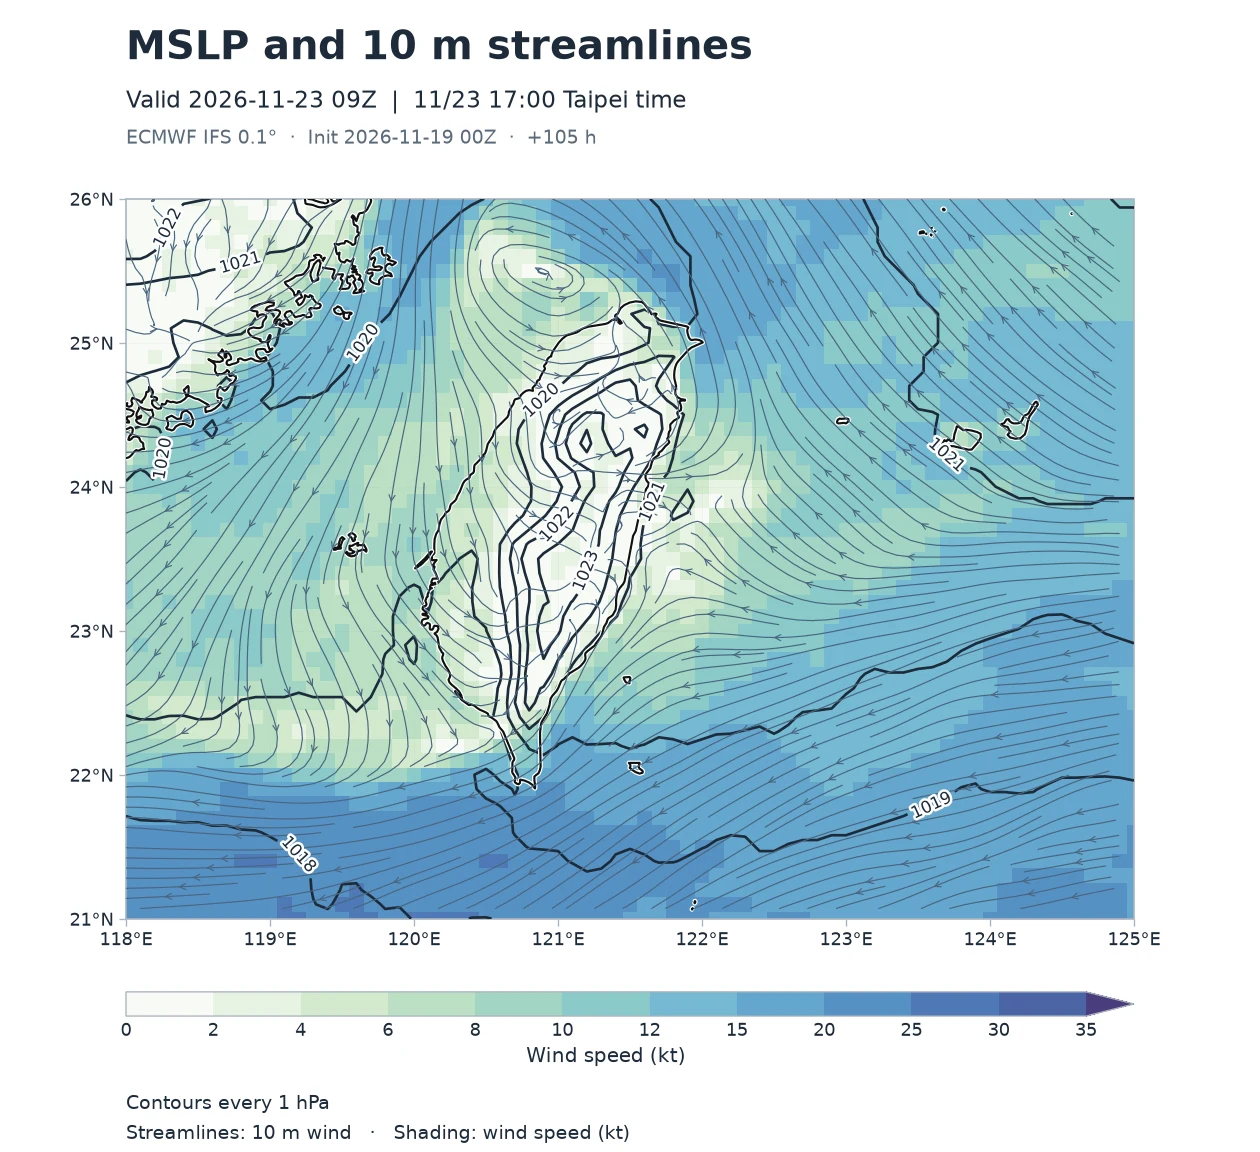 MSLP and 10 m streamlines
Valid 2026-11-23 09Z | 11/23 17:00 Taipei time
ECMWF IFS 0.1° · Init 2026-11-19 00Z · +105 h
26°N
25°N
24°N
23°N
22°N
21°N
1022
1021
1020
1020
1020
1021
1022
1023
1021
1019
1018
118°E 119°E 120°E 121°E 122°E 123°E 124°E 125°E
0 2 4 6 8 10 12 15 20 25 30 35
Wind speed (kt)
Contours every 1 hPa
Streamlines: 10 m wind · Shading: wind speed (kt)